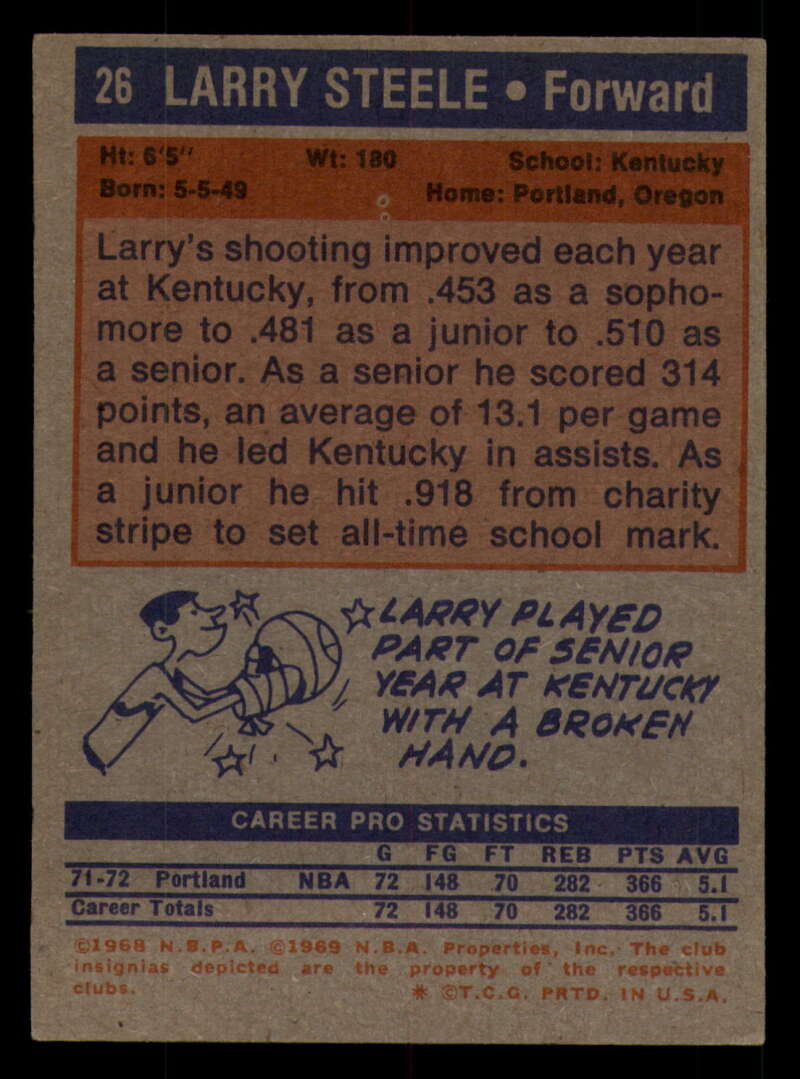 26 LARRY STEELE • Forward
Ht: 6'5" Wt: 180 School: Kentucky
Born: 5-5-49 Home: Portland, Oregon
Larry's shooting improved each year
at Kentucky, from .453 as a sopho-
more to .481 as a junior to .510 as
a senior. As a senior he scored 314
points, an average of 13.1 per game
and he led Kentucky in assists. As
a junior he hit .918 from charity
stripe to set all-time school mark.
LARRY PLAYED
PART OF SENIOR
YEAR AT KENTUCKY
WITH A BROKEN
HAND.
CAREER PRO STATISTICS
G FG FT REB PTS AVG
71-72 Portland NBA 72 148 70 282 366 5.1
Career Totals 72 148 70 282 366 5.1
©1968 N.B.P.A. ©1969 N.B.A. Properties, Inc. The club
insignias depicted are the property of the respective
clubs. * ©T.C.G. PRTD. IN U.S.A.